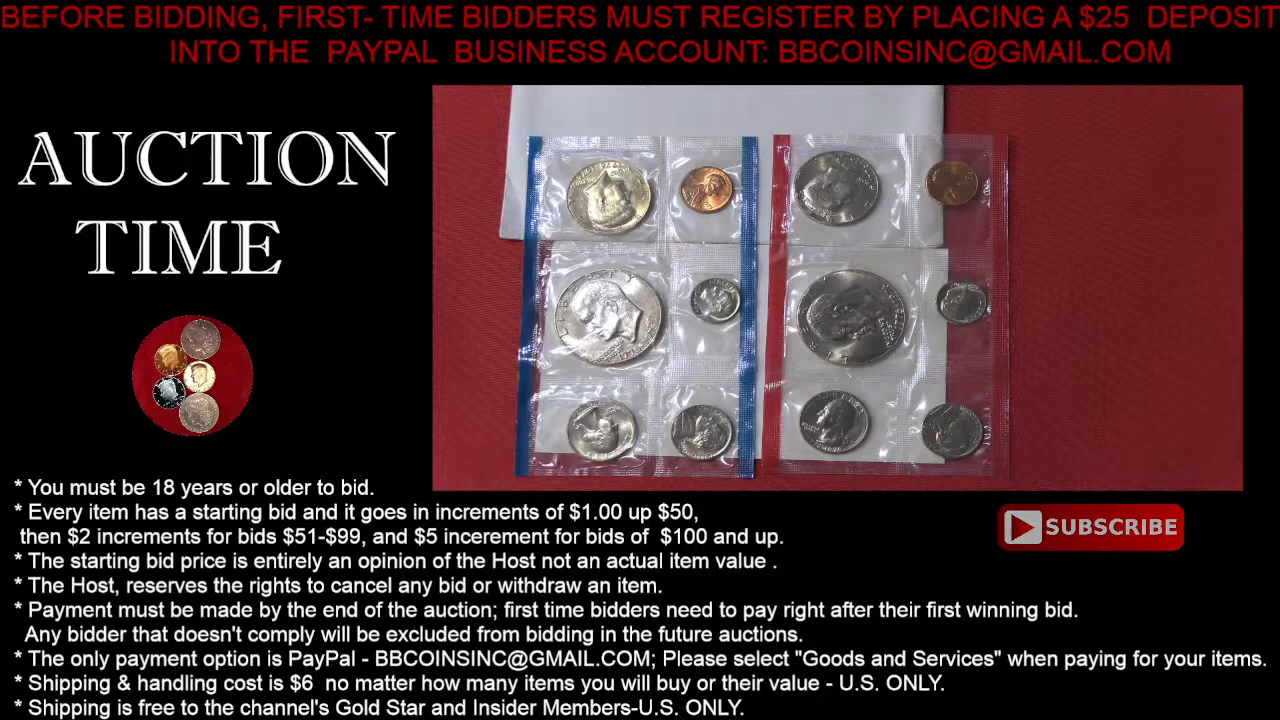 BEFORE BIDDING, FIRST- TIME BIDDERS MUST REGISTER BY PLACING A $25 DEPOSIT
INTO THE PAYPAL BUSINESS ACCOUNT: BBCOINSINC@GMAIL.COM
AUCTION
TIME
* You must be 18 years or older to bid.
* Every item has a starting bid and it goes in increments of $1.00 up $50,
then $2 increments for bids $51-$99, and $5 incerement for bids of $100 and up.
* The starting bid price is entirely an opinion of the Host not an actual item value .
* The Host, reserves the rights to cancel any bid or withdraw an item.
* Payment must be made by the end of the auction; first time bidders need to pay right after their first winning bid.
Any bidder that doesn't comply will be excluded from bidding in the future auctions.
* The only payment option is PayPal - BBCOINSINC@GMAIL.COM; Please select "Goods and Services" when paying for your items.
* Shipping & handling cost is $6 no matter how many items you will buy or their value - U.S. ONLY.
* Shipping is free to the channel's Gold Star and Insider Members-U.S. ONLY.
SUBSCRIBE